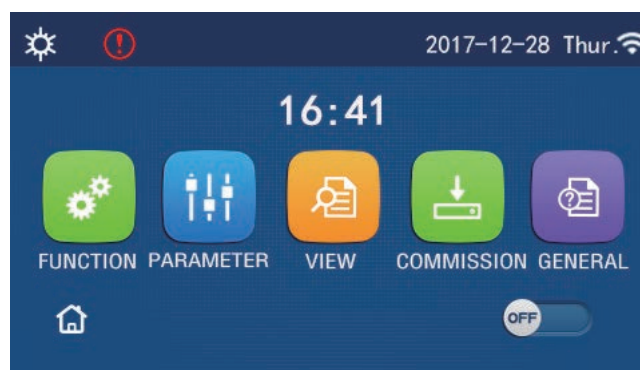 2017-12-28 Thur.
16:41
FUNCTION PARAMETER VIEW COMMISSION GENERAL
OFF